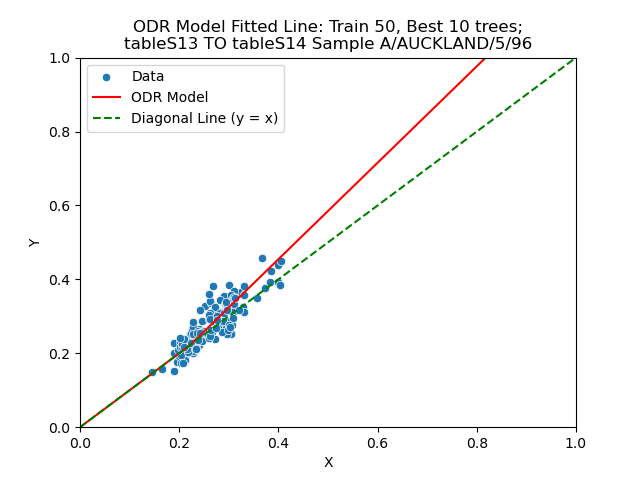 ODR Model Fitted Line: Train 50, Best 10 trees;
tableS13 TO tableS14 Sample A/AUCKLAND/5/96
Data
ODR Model
Diagonal Line (y = x)
1.0
0.8
0.6
0.4
0.2
0.0
Y
0.0 0.2 0.4 0.6 0.8 1.0
X